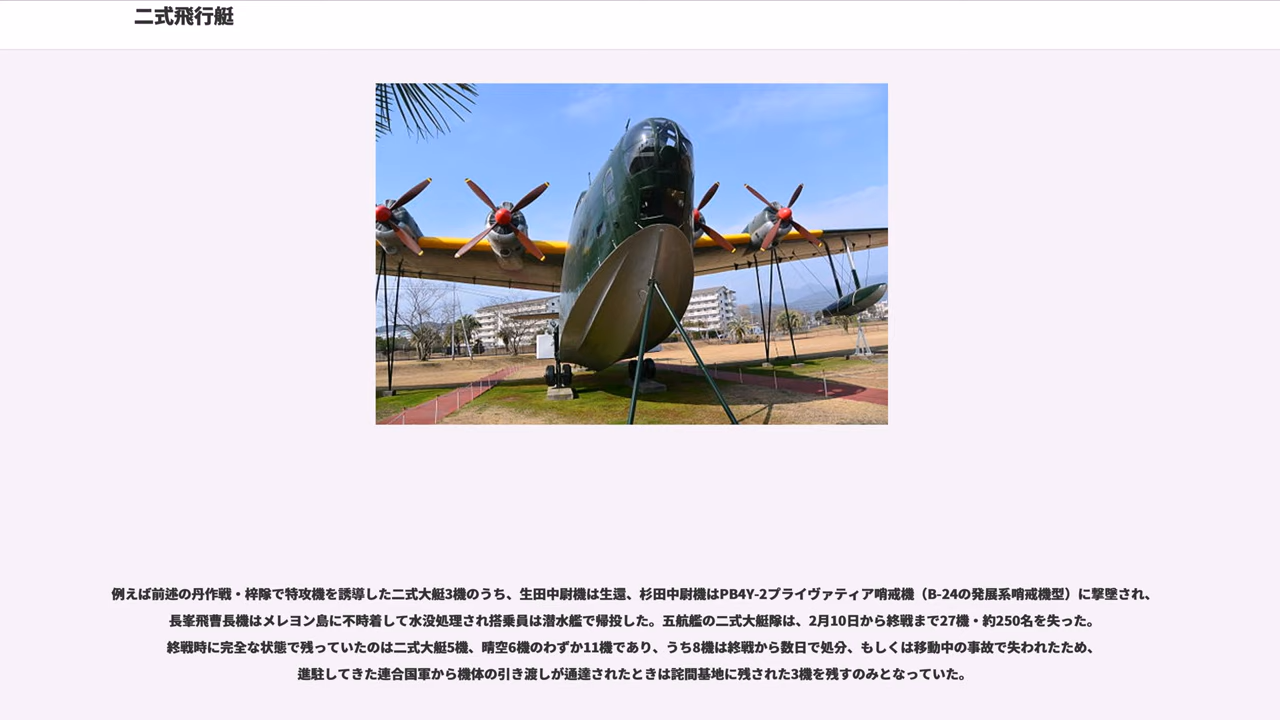 二式飛行艇
例えば前述の丹作戦・梓隊で特攻機を誘導した二式大艇3機のうち、生田中尉機は生還、杉田中尉機はPB4Y-2プライヴァティア哨戒機（B-24の発展系哨戒機型）に撃墜され、
長峯飛曹長機はメレヨン島に不時着して水没処理され搭乗員は潜水艦で帰投した。五航艦の二式大艇隊は、2月10日から終戦まで27機・約250名を失った。
終戦時に完全な状態で残っていたのは二式大艇5機、晴空6機のわずか11機であり、うち8機は終戦から数日で処分、もしくは移動中の事故で失われたため、
進駐してきた連合国軍から機体の引き渡しが通達されたときは詫間基地に残された3機を残すのみとなっていた。